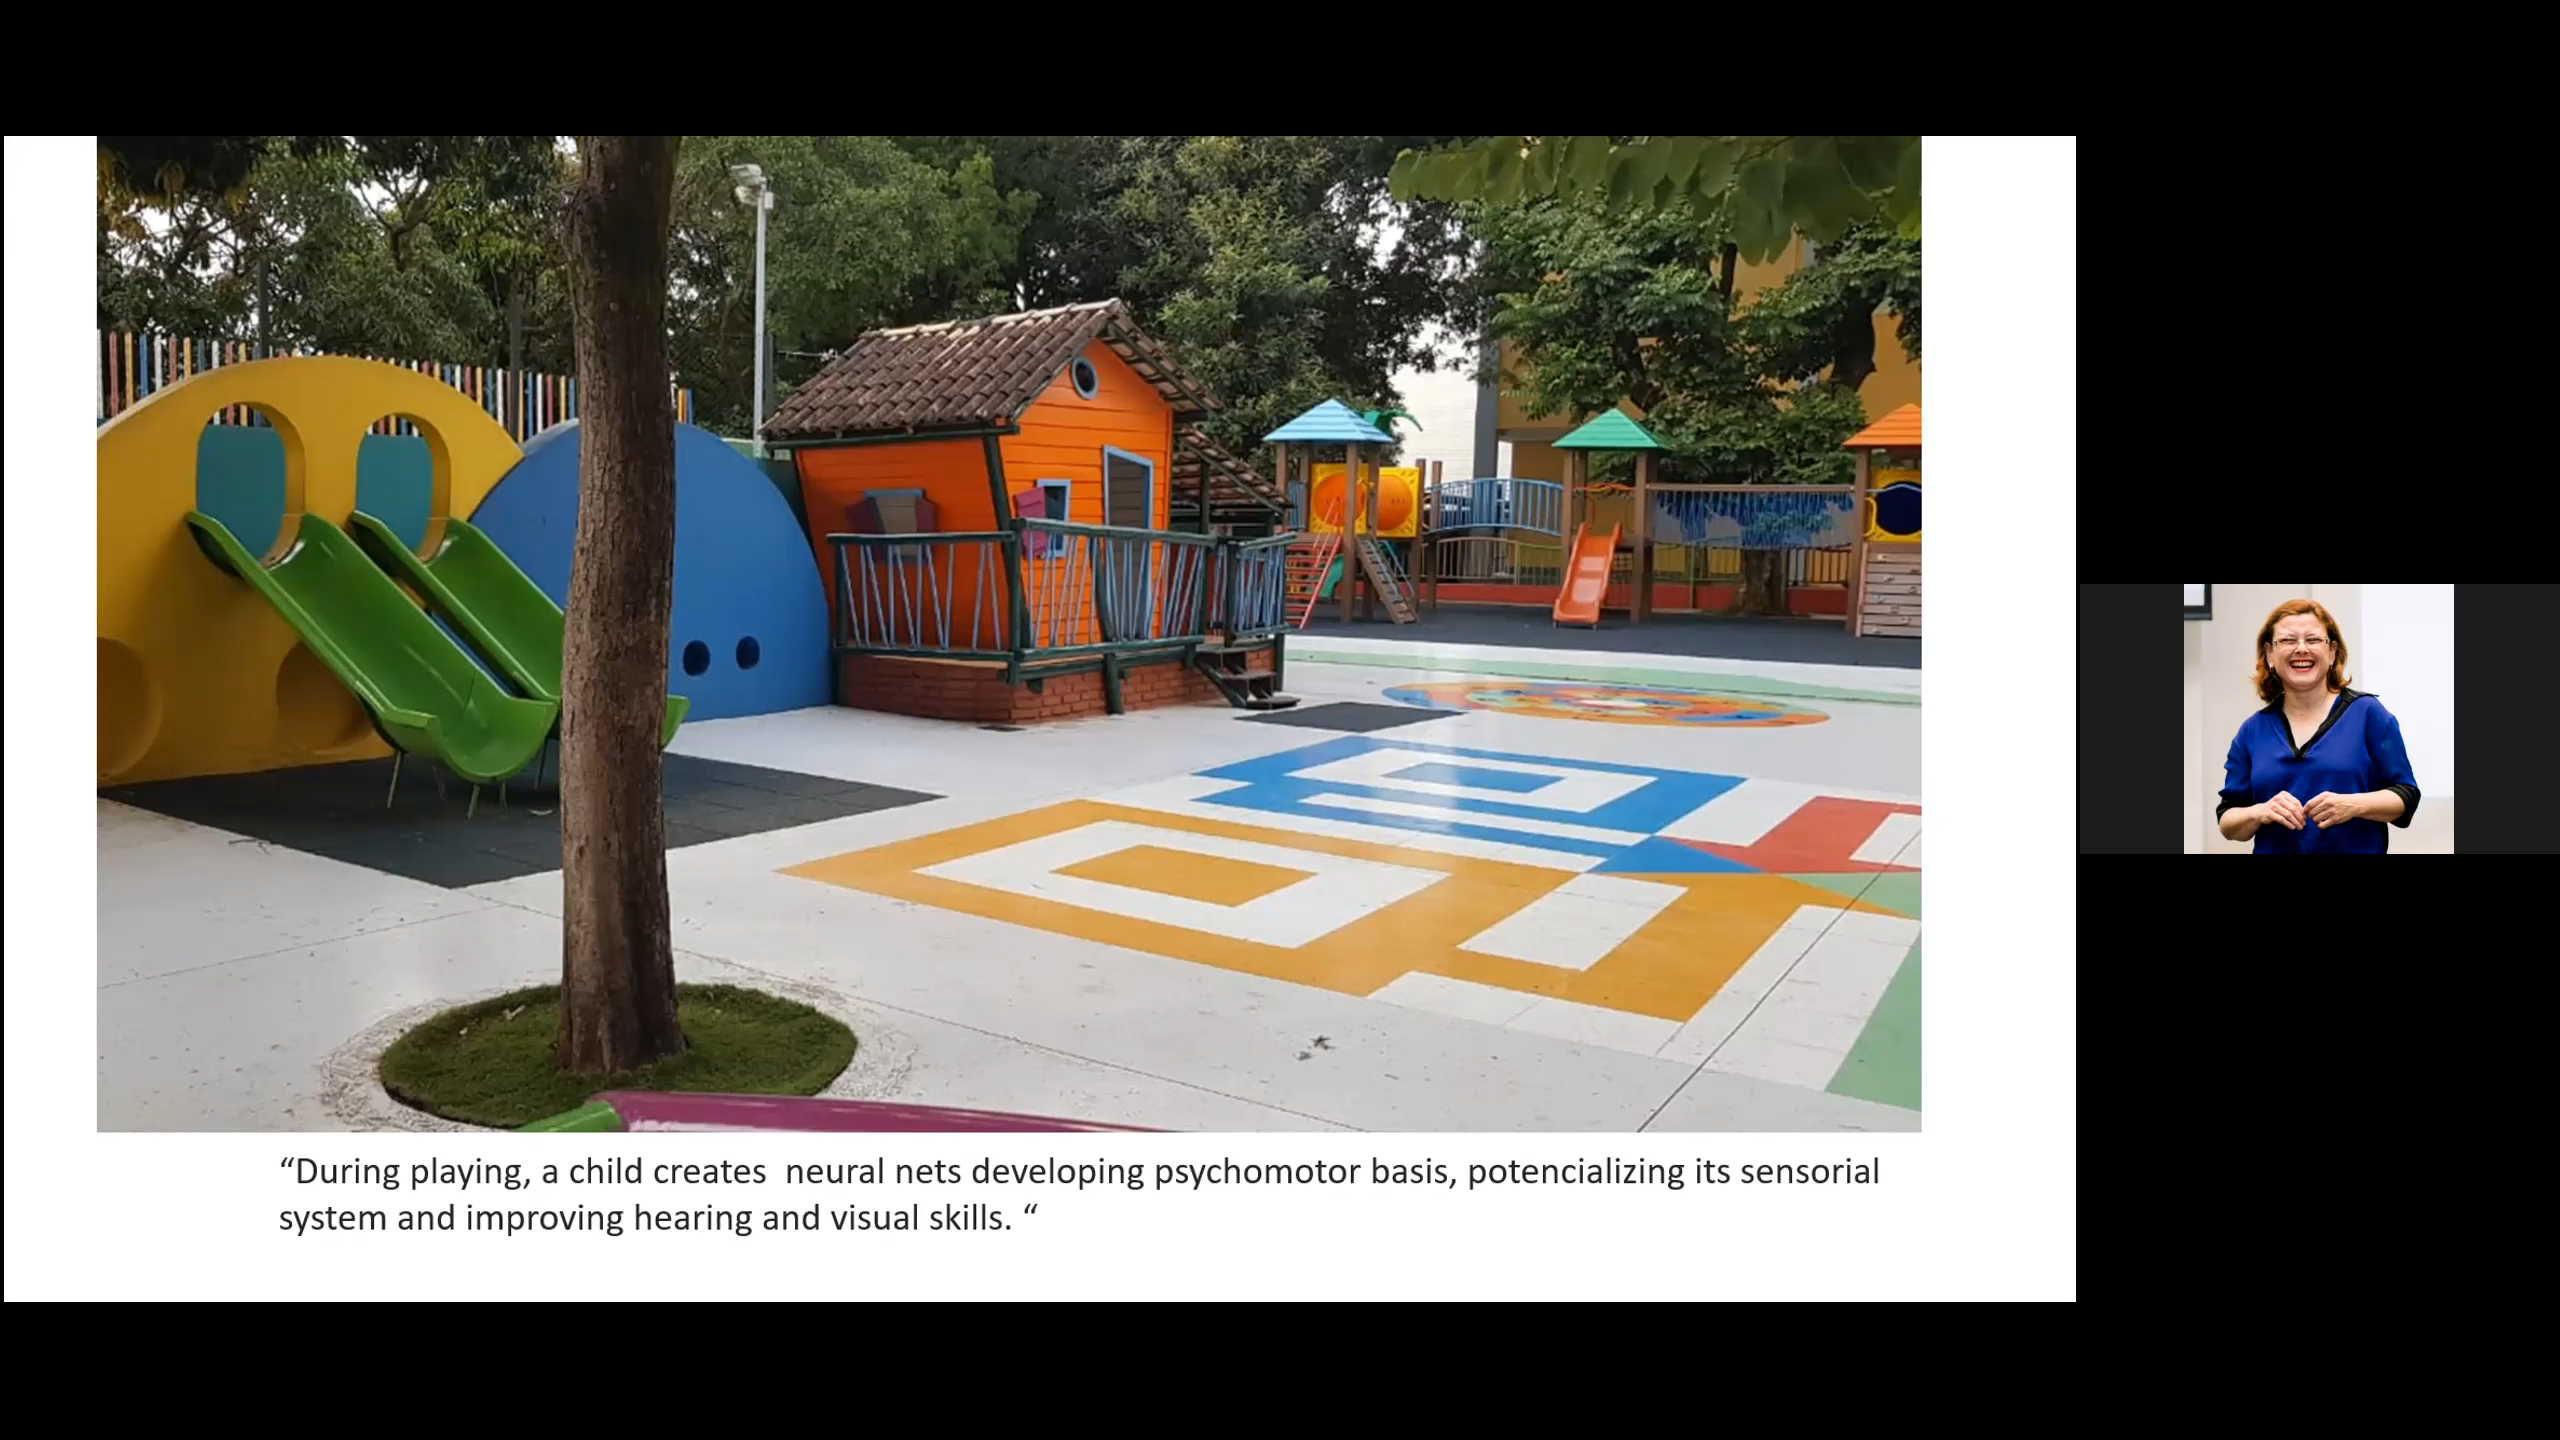 “During playing, a child creates  neural nets developing psychomotor basis, potencializing its sensorial
system and improving hearing and visual skills. “